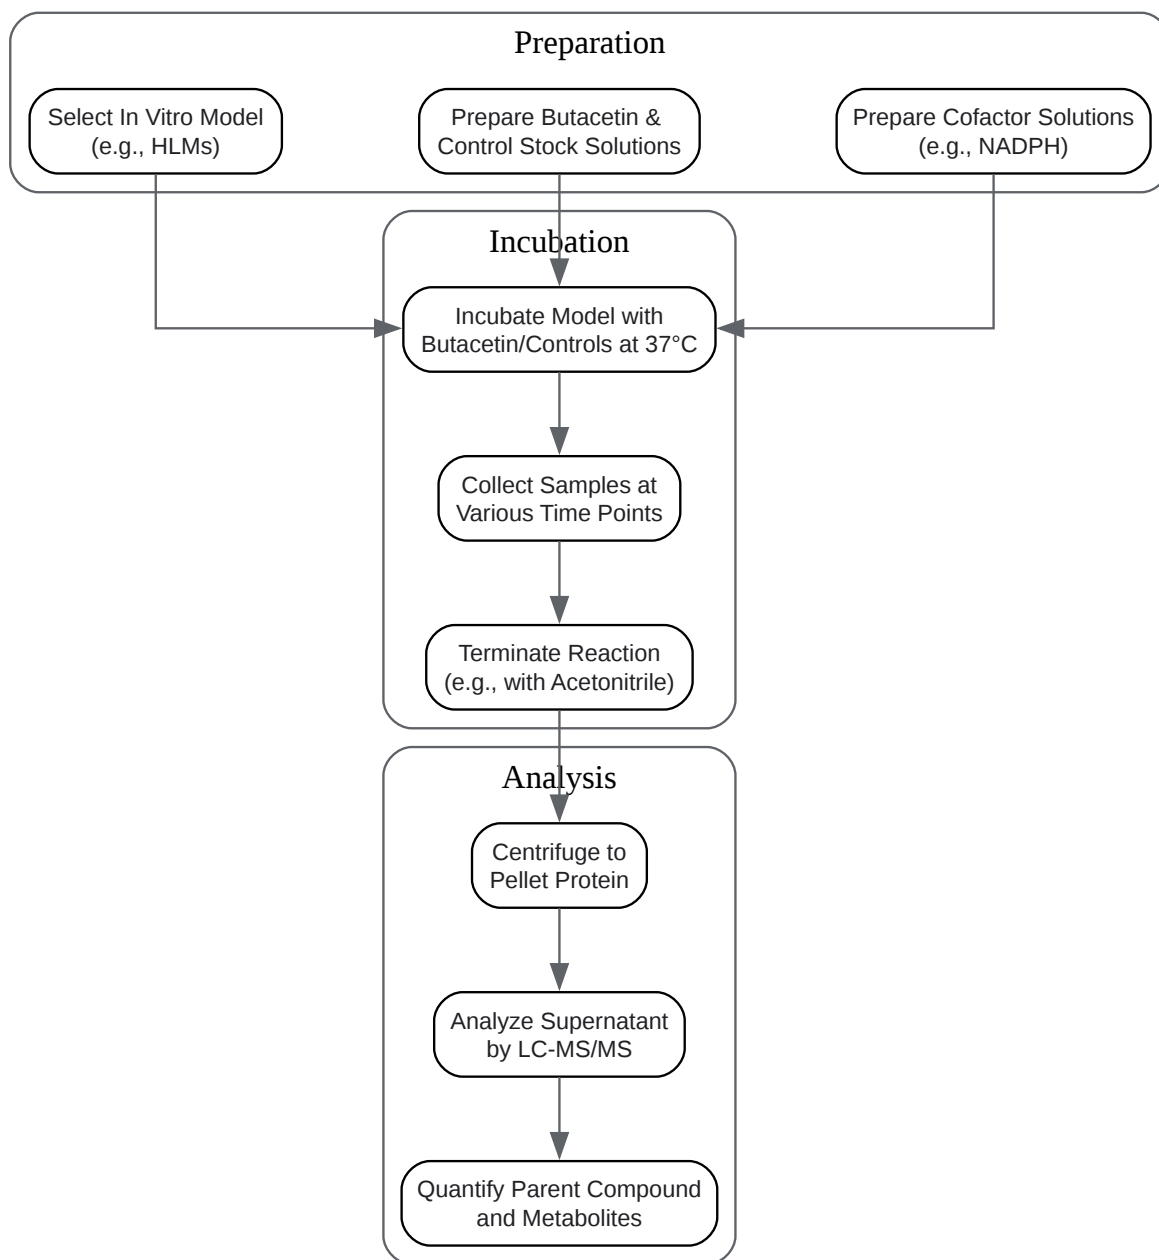 Preparation
Select In Vitro Model
(e.g., HLMs)
Prepare Butacetin &
Control Stock Solutions
Prepare Cofactor Solutions
(e.g., NADPH)
Incubation
Incubate Model with
Butacetin/Controls at 37°C
Collect Samples at
Various Time Points
Terminate Reaction
(e.g., with Acetonitrile)
Analysis
Centrifuge to
Pellet Protein
Analyze Supernatant
by LC-MS/MS
Quantify Parent Compound
and Metabolites